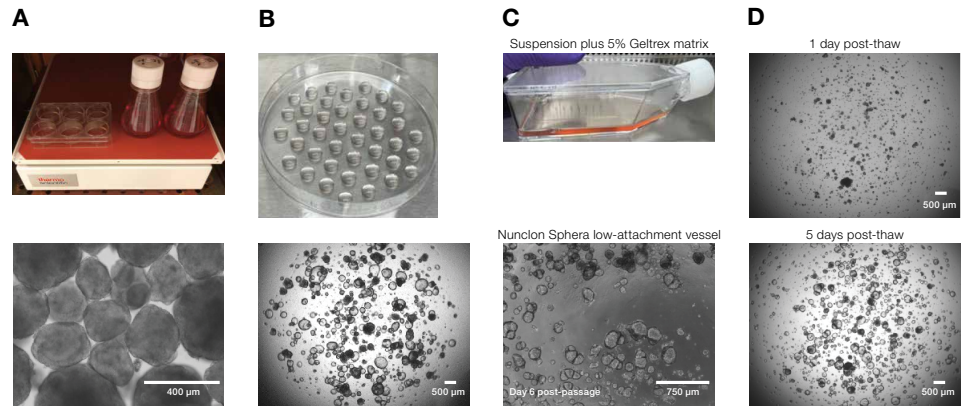 A
B
C
D
Suspension plus 5% Geltrex matrix
1 day post-thaw
thermo
scientific
500 µm
Nunclon Sphera low-attachment vessel
5 days post-thaw
400 µm
500 µm
Day 6 post-passage
750 µm
500 µm